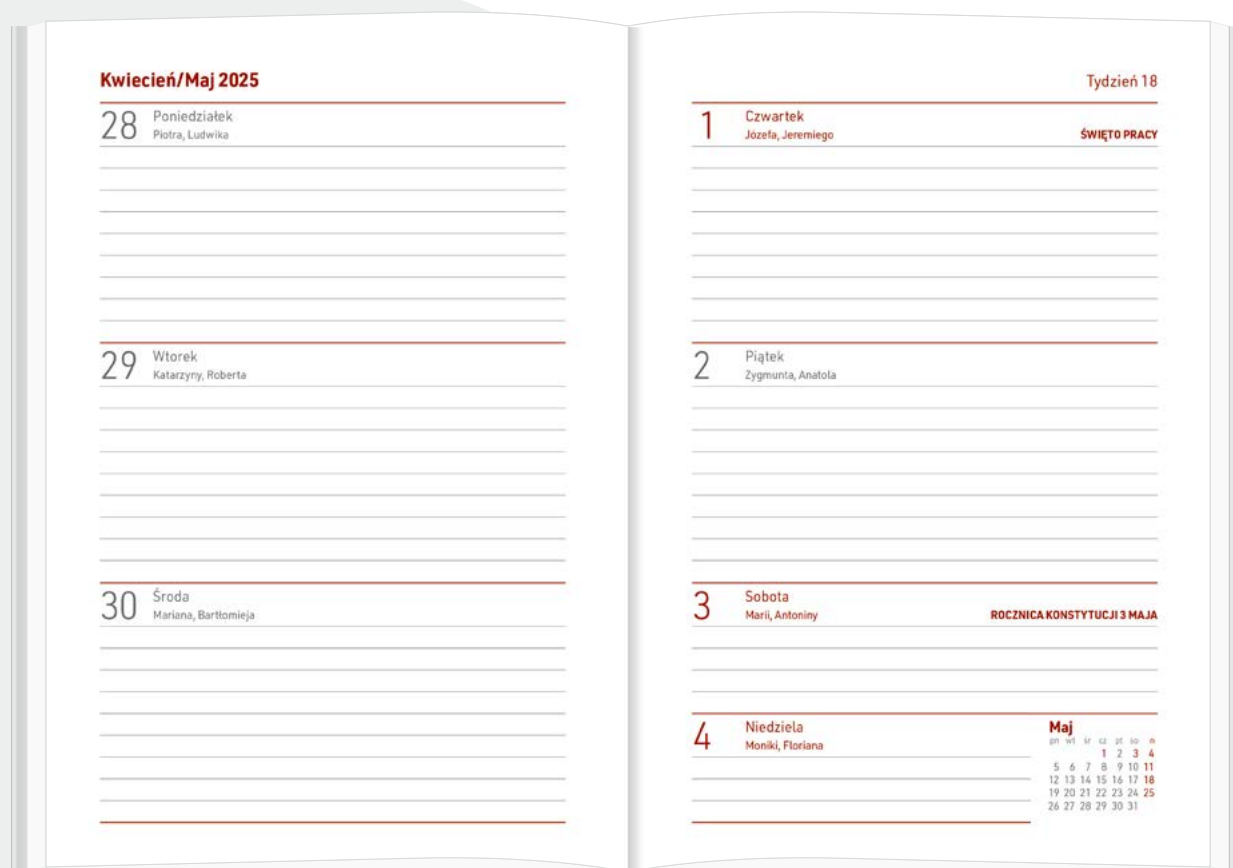 Kwiecień/Maj 2025
28 Poniedziałek
Piotra, Ludwika
29 Wtorek
Katarzyny, Roberta
30 Środa
Mariana, Bartłomieja
Tydzień 18
1 Czwartek
Józefa, Jeremiego ŚWIĘTO PRACY
2 Piątek
Zygmunta, Anatola
3 Sobota
Marii, Antoniny ROCZNICA KONSTYTUCJI 3 MAJA
4 Niedziela
Moniki, Floriana
Maj
pn wt śr cz pt so n
1 2 3 4
5 6 7 8 9 10 11
12 13 14 15 16 17 18
19 20 21 22 23 24 25
26 27 28 29 30 31